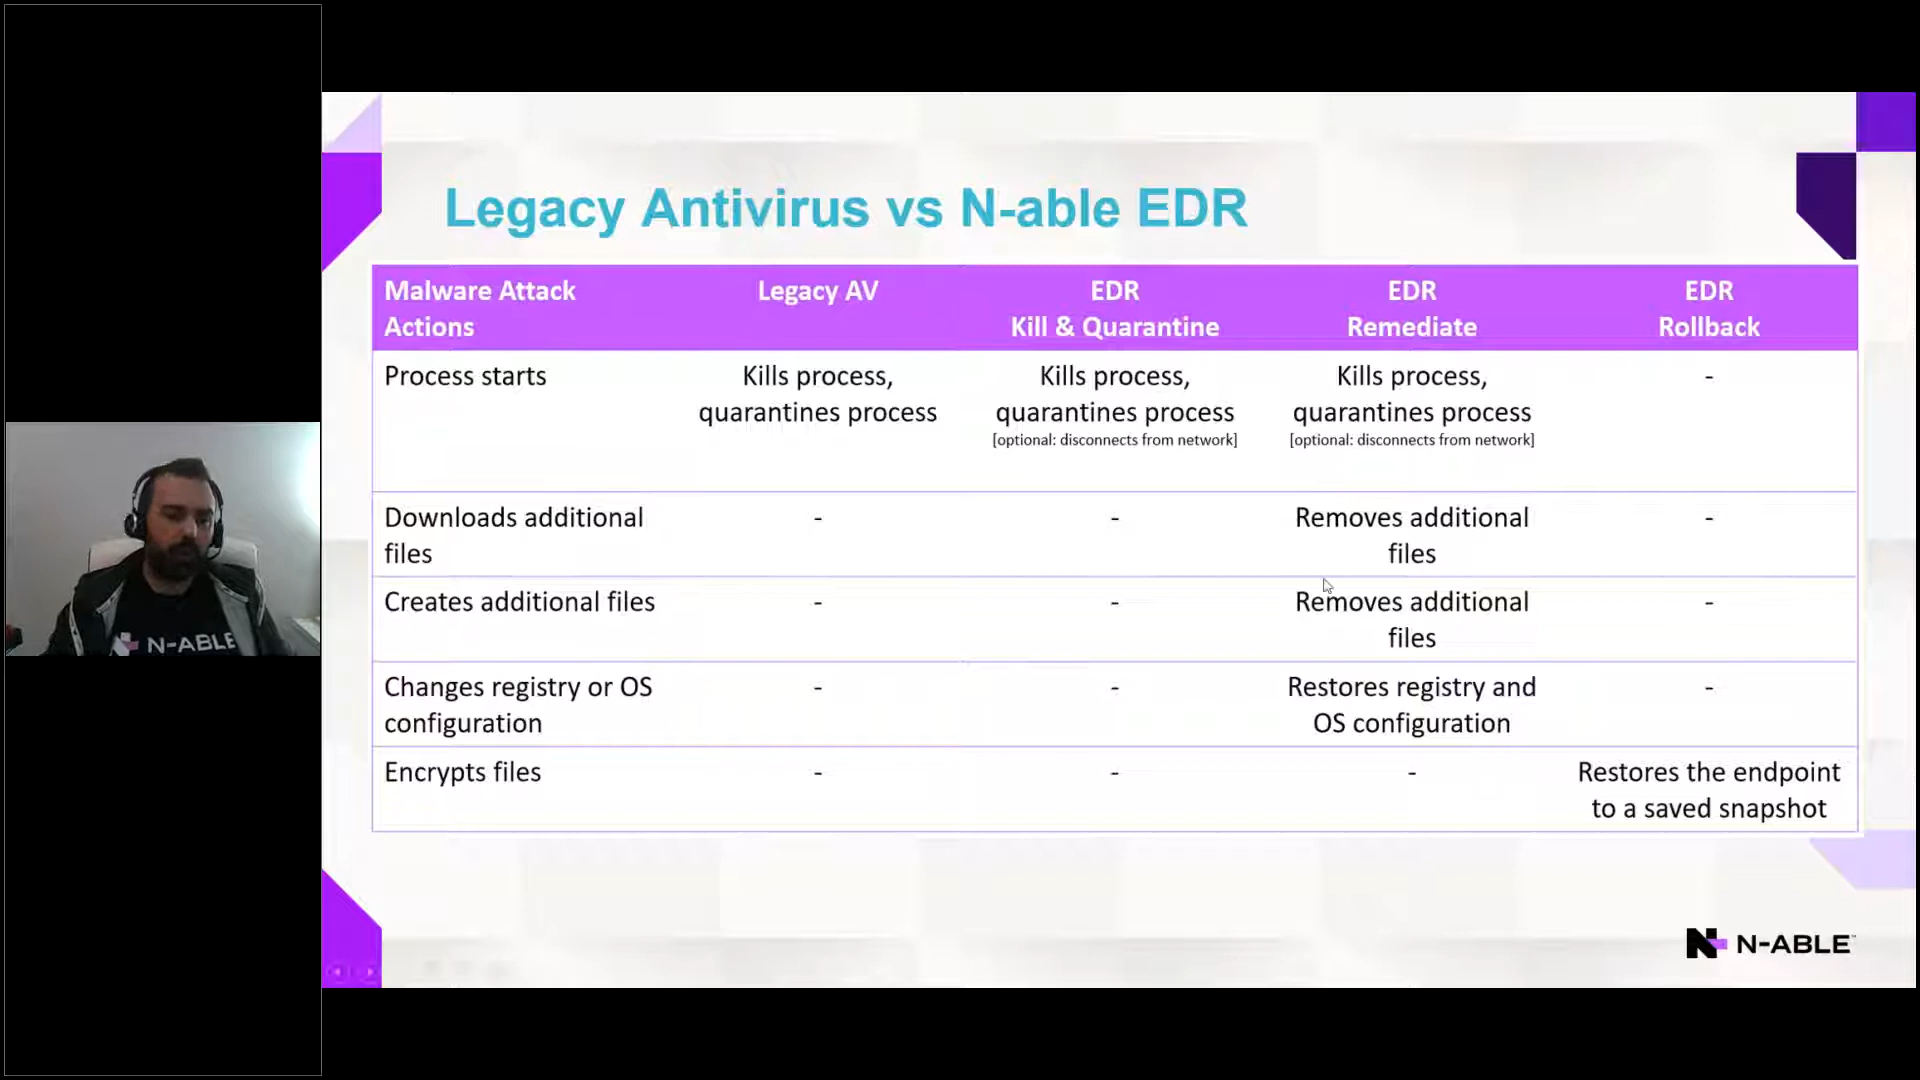 Legacy Antivirus vs N-able EDR
Malware Attack
Actions
Legacy AV
EDR
Kill & Quarantine
EDR
Remediate
EDR
Rollback
Process starts
Kills process,
quarantines process
Kills process,
quarantines process
[optional: disconnects from network]
Kills process,
quarantines process
[optional: disconnects from network]
-
Downloads additional
files
-
-
Removes additional
files
-
Creates additional files
-
-
Removes additional
files
-
Changes registry or OS
configuration
-
-
Restores registry and
OS configuration
-
Encrypts files
-
-
-
Restores the endpoint
to a saved snapshot
N-ABLE
N-ABLE™